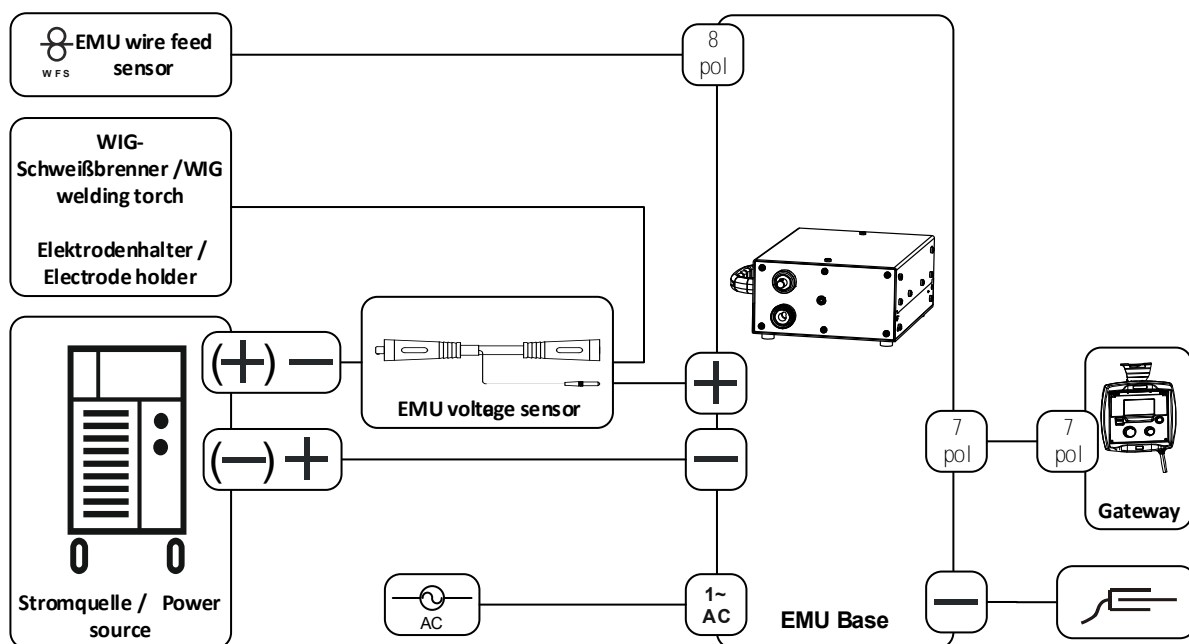 EMU wire feed
sensor
WFS
8
pol
WIG-
Schweißbrenner /WIG
welding torch
Elektrodenhalter /
Electrode holder
(+) −
EMU voltage sensor
+
(−) +
−
7
pol
7
pol
Gateway
Stromquelle / Power
source
AC
1~
AC
EMU Base
−